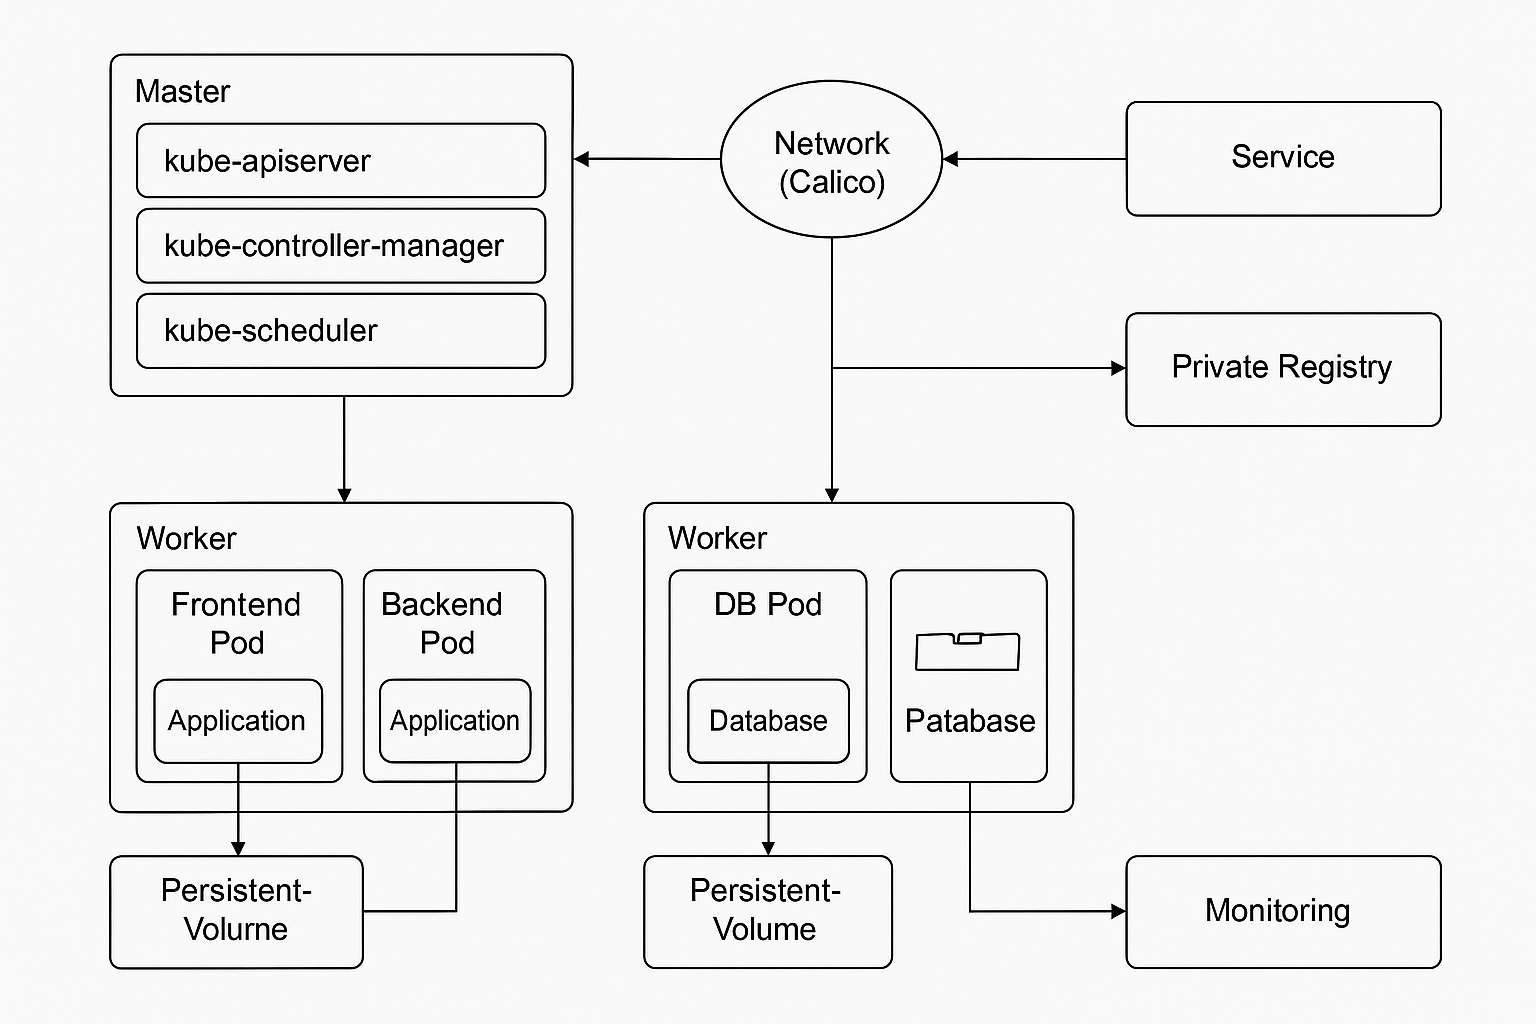 Master
kube-apiserver
kube-controller-manager
kube-scheduler
Network
(Calico)
Service
Private Registry
Worker
Frontend
Pod
Application
Backend
Pod
Application
Worker
DB Pod
Database
Patabase
Persistent-
Volurne
Persistent-
Volume
Monitoring